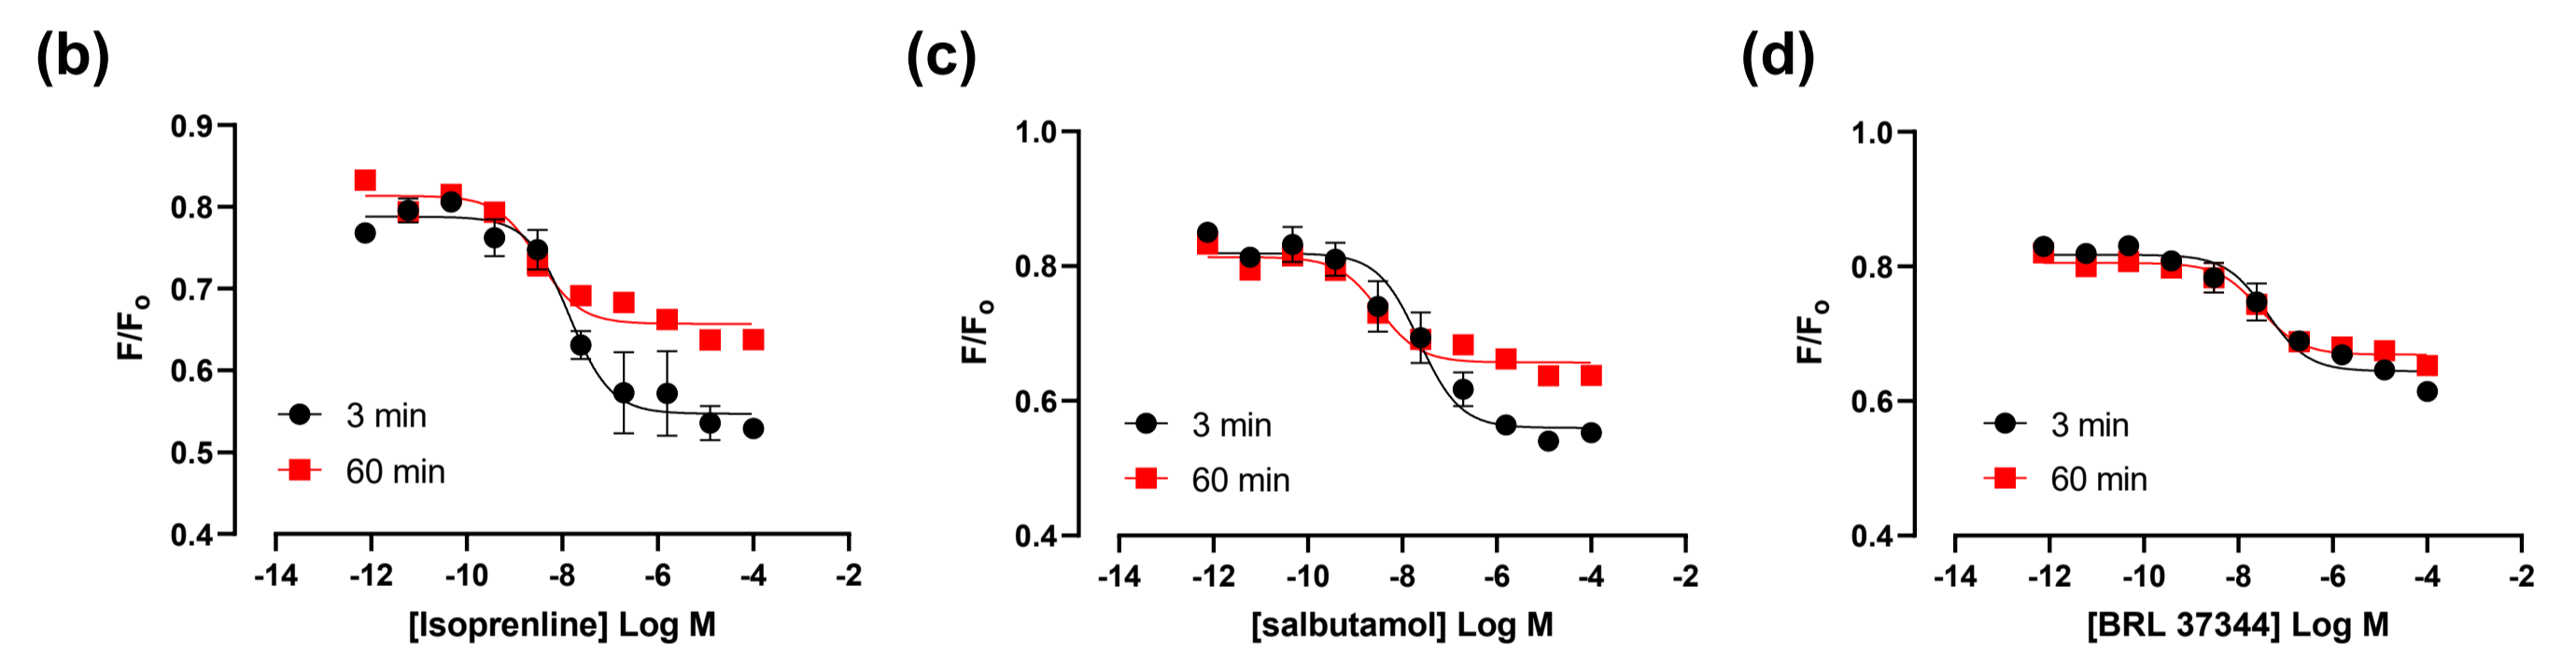 (b)
0.9
0.8
0.7
0.6
0.5
0.4
F/Fo
3 min
60 min
-14 -12 -10 -8 -6 -4 -2
[Isoprenline] Log M
(c)
1.0
0.8
0.6
0.4
F/Fo
3 min
60 min
-14 -12 -10 -8 -6 -4 -2
[salbutamol] Log M
(d)
1.0
0.8
0.6
0.4
F/Fo
3 min
60 min
-14 -12 -10 -8 -6 -4 -2
[BRL 37344] Log M